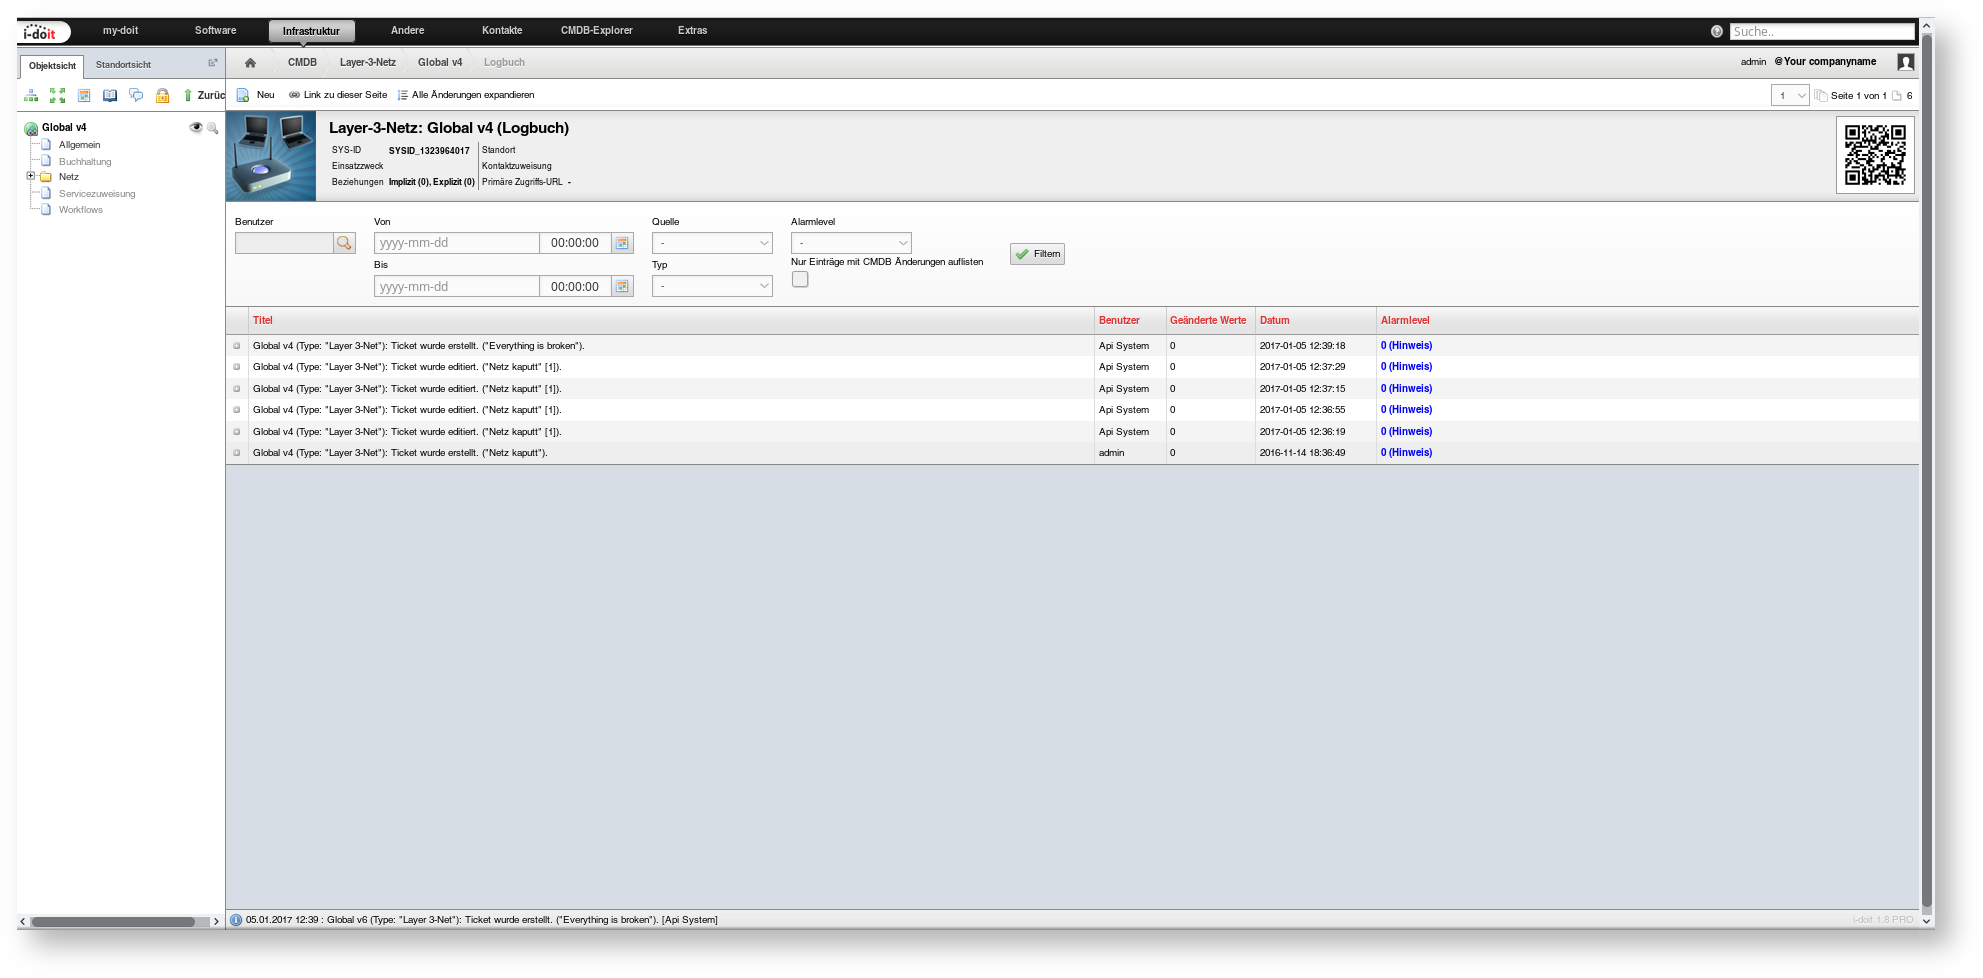 i-doit
my-doit Software Infrastruktur Andere Kontakte CMDB-Explorer Extras Suche..
Objektsicht Standortsicht
CMDB Layer-3-Netz Global v4 Logbuch admin @Your companyname
Zurüc
Neu Link zu dieser Seite Alle Änderungen expandieren 1 Seite 1 von 1 6
Global v4
Allgemein
Buchhaltung
Netz
Servicezuweisung
Workflows
Layer-3-Netz: Global v4 (Logbuch)
SYS-ID SYSID_1323964017 Standort
Einsatzzweck Kontaktzuweisung
Beziehungen Implizit (0), Explizit (0) Primäre Zugriffs-URL -
Benutzer Von Quelle Alarmlevel
yyyy-mm-dd 00:00:00 - -
Filtern
Bis Typ Nur Einträge mit CMDB Änderungen auflisten
yyyy-mm-dd 00:00:00 -
Titel Benutzer Geänderte Werte Datum Alarmlevel
Global v4 (Type: "Layer 3-Net"): Ticket wurde erstellt. ("Everything is broken"). Api System 0 2017-01-05 12:39:18 0 (Hinweis)
Global v4 (Type: "Layer 3-Net"): Ticket wurde editiert. ("Netz kaputt" [1]). Api System 0 2017-01-05 12:37:29 0 (Hinweis)
Global v4 (Type: "Layer 3-Net"): Ticket wurde editiert. ("Netz kaputt" [1]). Api System 0 2017-01-05 12:37:15 0 (Hinweis)
Global v4 (Type: "Layer 3-Net"): Ticket wurde editiert. ("Netz kaputt" [1]). Api System 0 2017-01-05 12:36:55 0 (Hinweis)
Global v4 (Type: "Layer 3-Net"): Ticket wurde editiert. ("Netz kaputt" [1]). Api System 0 2017-01-05 12:36:19 0 (Hinweis)
Global v4 (Type: "Layer 3-Net"): Ticket wurde erstellt. ("Netz kaputt"). admin 0 2016-11-14 18:36:49 0 (Hinweis)
05.01.2017 12:39 : Global v6 (Type: "Layer 3-Net"): Ticket wurde erstellt. ("Everything is broken"). [Api System] i-doit 1.8 PRO